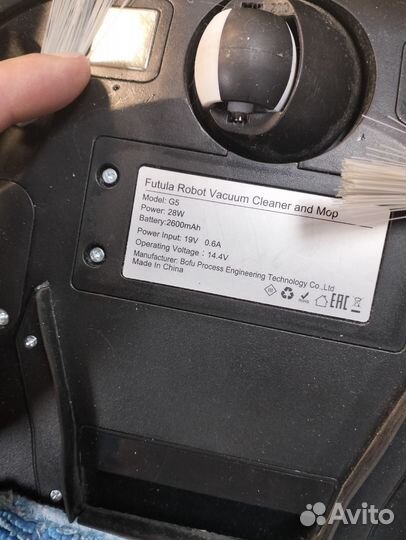 Futula Robot Vacuum Cleaner and Mop
Model: G5
Power: 28W
Battery:2600mAh
Power Input: 19V 0.6A
Operating Voltage : 14.4V
Manufacturer: Bofu Process Engineering Technology Co.,Ltd
Made In China
EAC
Avito